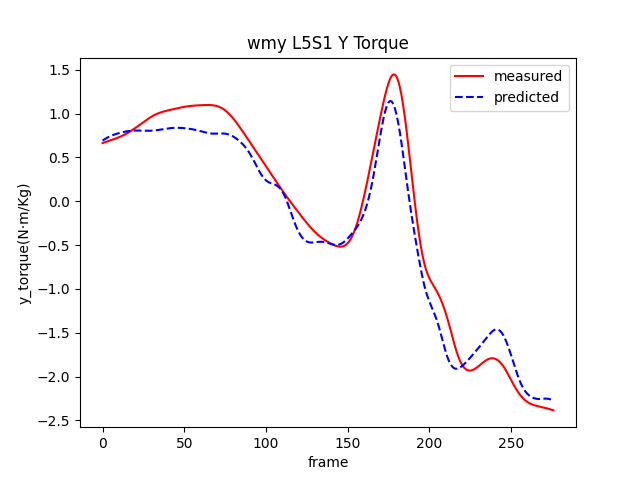 wmy L5S1 Y Torque
measured
predicted
y_torque(N·m/Kg)
1.5
1.0
0.5
0.0
−0.5
−1.0
−1.5
−2.0
−2.5
0 50 100 150 200 250
frame